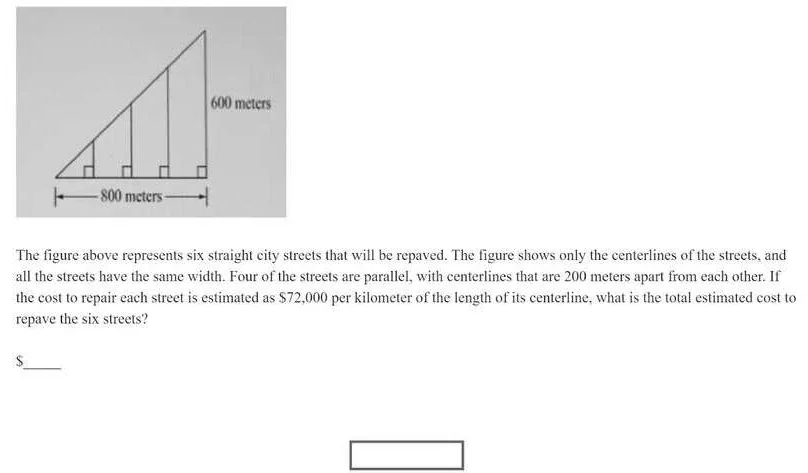 600 meters
800 meters
The figure above represents six straight city streets that will be repaved. The figure shows only the centerlines of the streets, and
all the streets have the same width. Four of the streets are parallel, with centerlines that are 200 meters apart from each other. If
the cost to repair each street is estimated as $72,000 per kilometer of the length of its centerline, what is the total estimated cost to
repave the six streets?
$_____